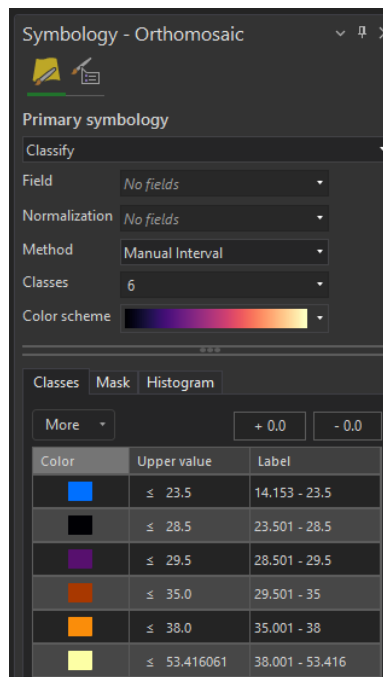 Symbology - Orthomosaic
Primary symbology
Classify
Field No fields
Normalization No fields
Method Manual Interval
Classes 6
Color scheme
Classes Mask Histogram
More + 0.0 - 0.0
Color Upper value Label
≤ 23.5 14.153 - 23.5
≤ 28.5 23.501 - 28.5
≤ 29.5 28.501 - 29.5
≤ 35.0 29.501 - 35
≤ 38.0 35.001 - 38
≤ 53.416061 38.001 - 53.416